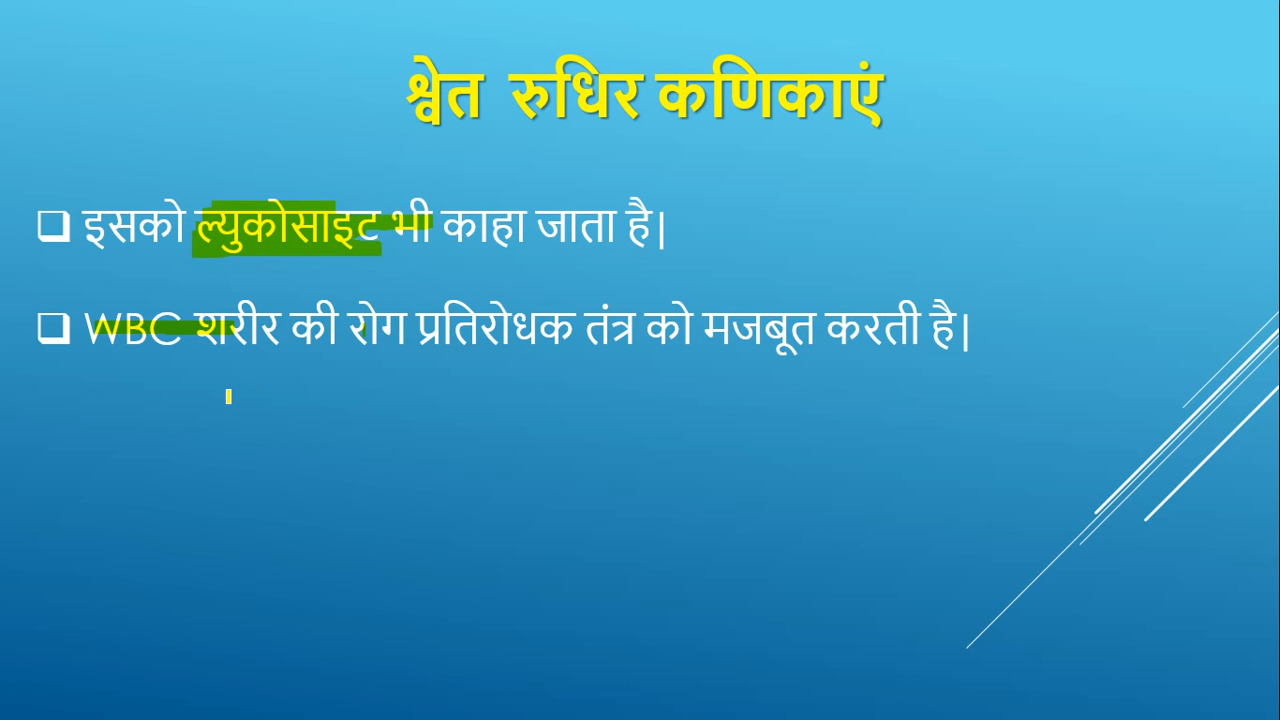 श्वेत रुधिर कणिकाएं
इसको ल्युकोसाइट भी काहा जाता है|
WBC शरीर की रोग प्रतिरोधक तंत्र को मजबूत करती है|